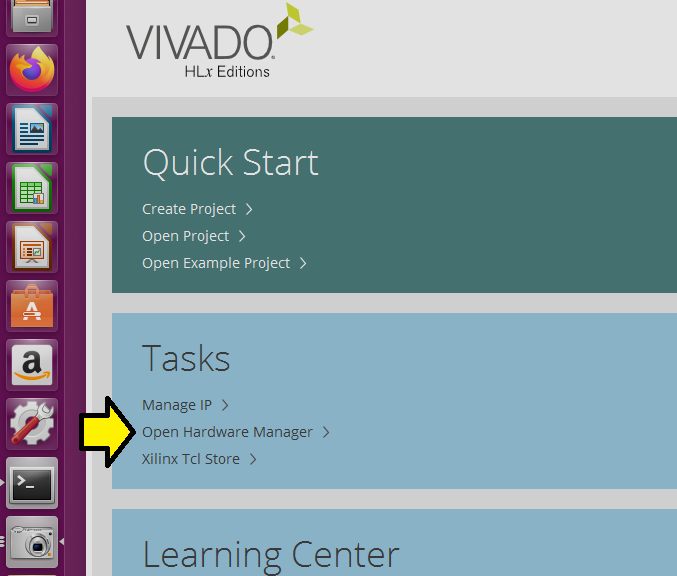 VIVADO
HLx Editions
Quick Start
Create Project
Open Project
Open Example Project
Tasks
Manage IP
Open Hardware Manager
Xilinx Tcl Store
Learning Center